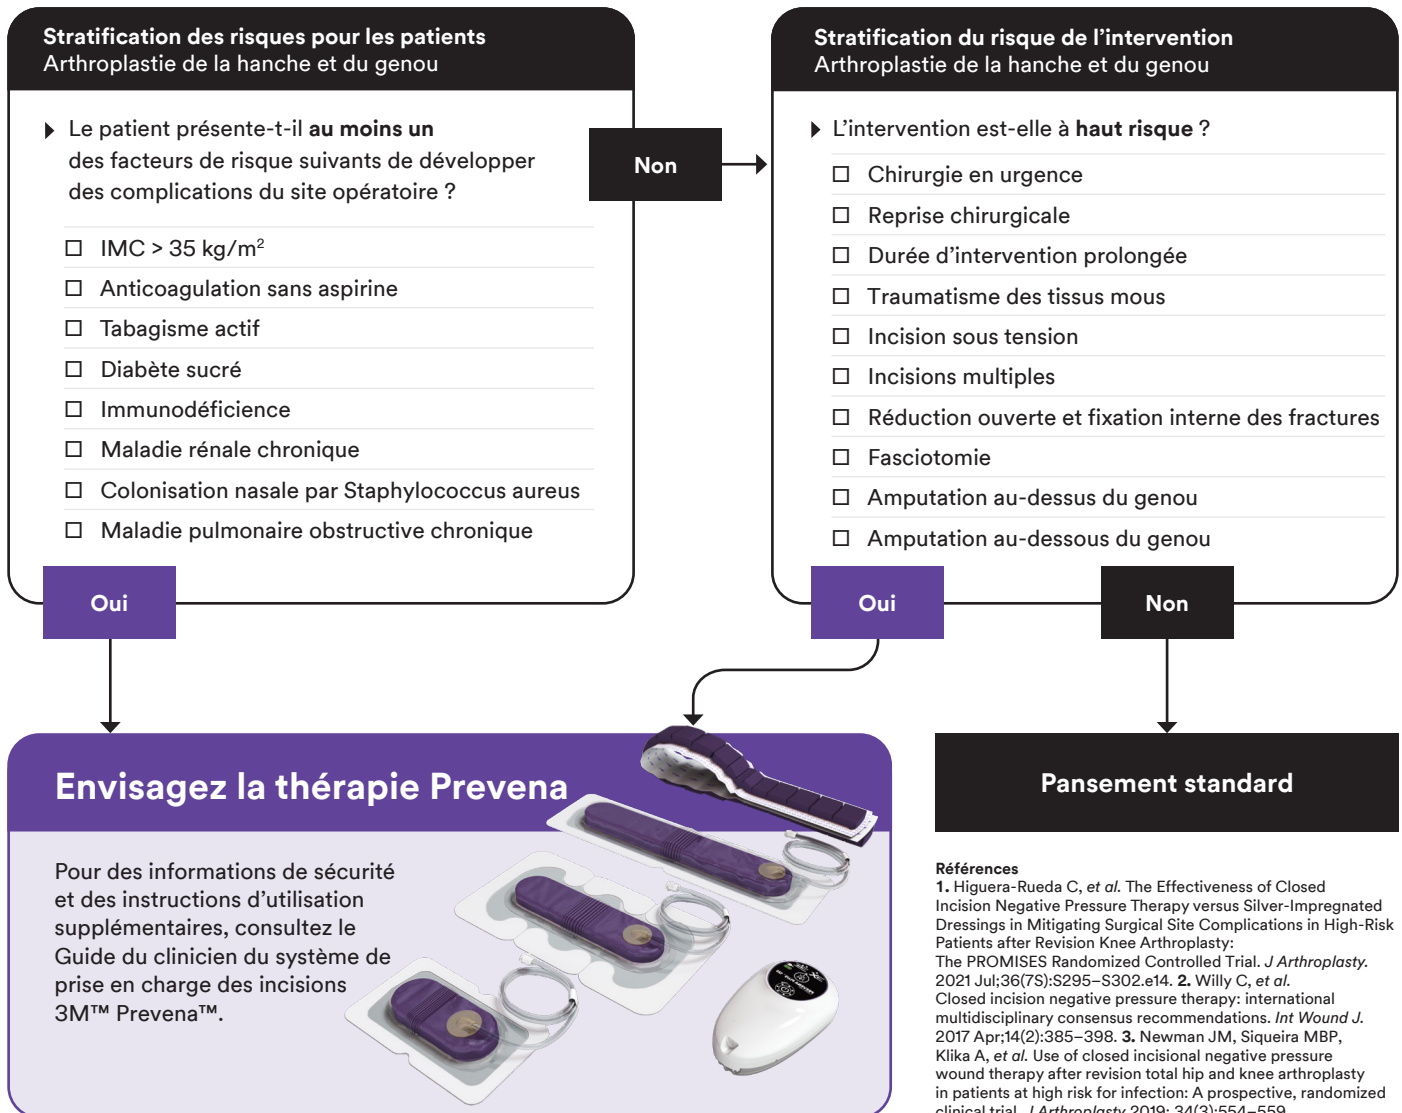 Stratification des risques pour les patients
Arthroplastie de la hanche et du genou
Le patient présente-t-il au moins un
des facteurs de risque suivants de développer
des complications du site opératoire ?
IMC > 35 kg/m²
Anticoagulation sans aspirine
Tabagisme actif
Diabète sucré
Immunodéficience
Maladie rénale chronique
Colonisation nasale par Staphylococcus aureus
Maladie pulmonaire obstructive chronique
Oui
Non
Stratification du risque de l’intervention
Arthroplastie de la hanche et du genou
L’intervention est-elle à haut risque ?
Chirurgie en urgence
Reprise chirurgicale
Durée d’intervention prolongée
Traumatisme des tissus mous
Incision sous tension
Incisions multiples
Réduction ouverte et fixation interne des fractures
Fasciotomie
Amputation au-dessus du genou
Amputation au-dessous du genou
Oui
Non
Envisagez la thérapie Prevena
Pour des informations de sécurité
et des instructions d’utilisation
supplémentaires, consultez le
Guide du clinicien du système de
prise en charge des incisions
3M™ Prevena™.
Pansement standard
Références
1. Higuera-Rueda C, et al. The Effectiveness of Closed
Incision Negative Pressure Therapy versus Silver-Impregnated
Dressings in Mitigating Surgical Site Complications in High-Risk
Patients after Revision Knee Arthroplasty:
The PROMISES Randomized Controlled Trial. J Arthroplasty.
2021 Jul;36(7S):S295–S302.e14. 2. Willy C, et al.
Closed incision negative pressure therapy: international
multidisciplinary consensus recommendations. Int Wound J.
2017 Apr;14(2):385–398. 3. Newman JM, Siqueira MBP,
Klika A, et al. Use of closed incisional negative pressure
wound therapy after revision total hip and knee arthroplasty
in patients at high risk for infection: A prospective, randomized
clinical trial. J Arthroplasty 2019; 34(3):554–559